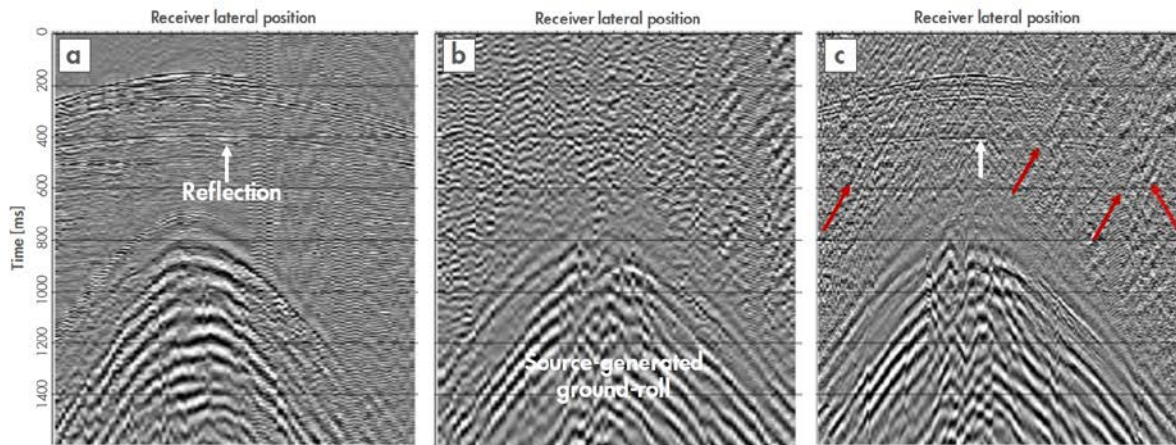 Receiver lateral position
Receiver lateral position
Receiver lateral position
a
b
c
0
200
400
600
800
1000
1200
1400
Time [ms]
Reflection
Source-generated
ground-roll